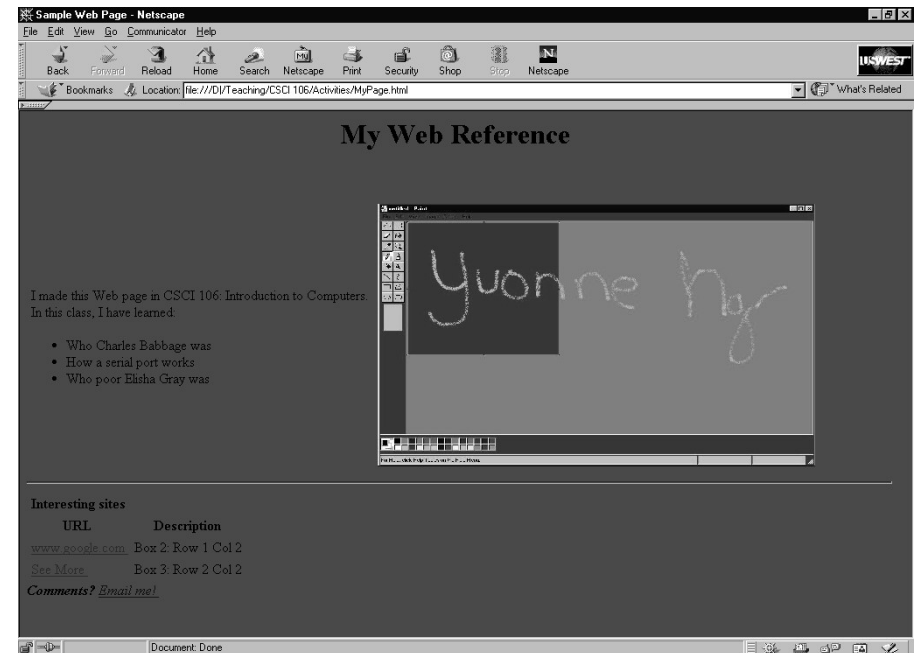 Sample Web Page - Netscape
File Edit View Go Communicator Help
Back Forward Reload Home Search Netscape Print Security Shop Stop Netscape
Bookmarks Location: file:///D|/Teaching/CSCI 106/Activities/MyPage.html What's Related
USWEST
My Web Reference
untitled - Paint
yvonne
I made this Web page in CSCI 106: Introduction to Computers.
In this class, I have learned:
• Who Charles Babbage was
• How a serial port works
• Who poor Elisha Gray was
Interesting sites
URL Description
www.google.com Box 2: Row 1 Col 2
See More Box 3: Row 2 Col 2
Comments? Email me!
Document: Done